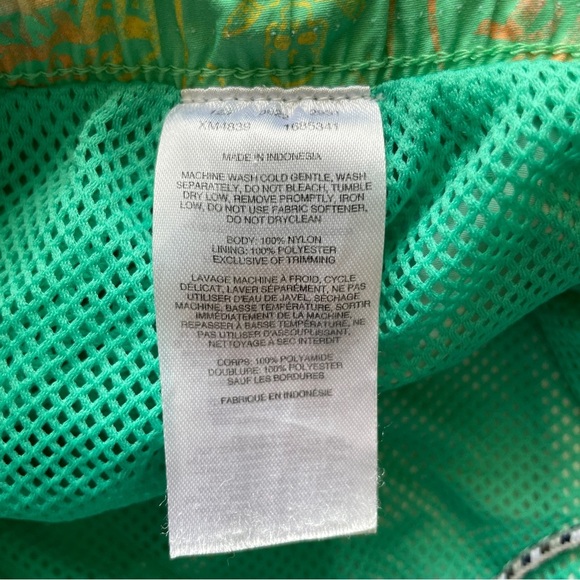 XM4839 1685341
MADE IN INDONESIA
MACHINE WASH COLD GENTLE, WASH
SEPARATELY, DO NOT BLEACH, TUMBLE
DRY LOW, REMOVE PROMPTLY, IRON
LOW, DO NOT USE FABRIC SOFTENER,
DO NOT DRYCLEAN
BODY: 100% NYLON
LINING: 100% POLYESTER
EXCLUSIVE OF TRIMMING
LAVAGE MACHINE À FROID, CYCLE
DÉLICAT, LAVER SÉPARÉMENT, NE PAS
UTILISER D'EAU DE JAVEL, SÉCHAGE
MACHINE, BASSE TEMPÉRATURE, SORTIR
IMMÉDIATEMENT DE LA MACHINE,
REPASSER À BASSE TEMPÉRATURE, NE
PAS UTILISER D'ASSOUPLISSANT,
NETTOYAGE A SEC INTERDIT
CORPS: 100% POLYAMIDE
DOUBLURE: 100% POLYESTER
SAUF LES BORDURES
FABRIQUÉ EN INDONÉSIE